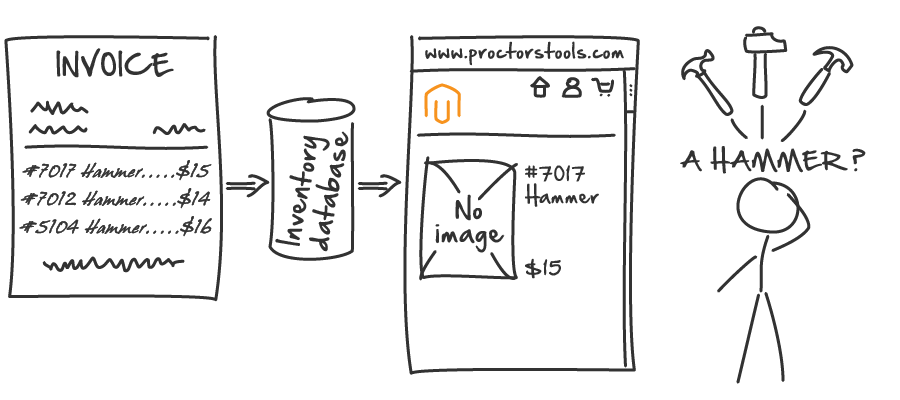 INVOICE
#7017 Hammer.....$15
#7012 Hammer.....$14
#5104 Hammer.....$16
Inventory
database
www.proctorstools.com
No
image
#7017
Hammer
$15
A HAMMER?